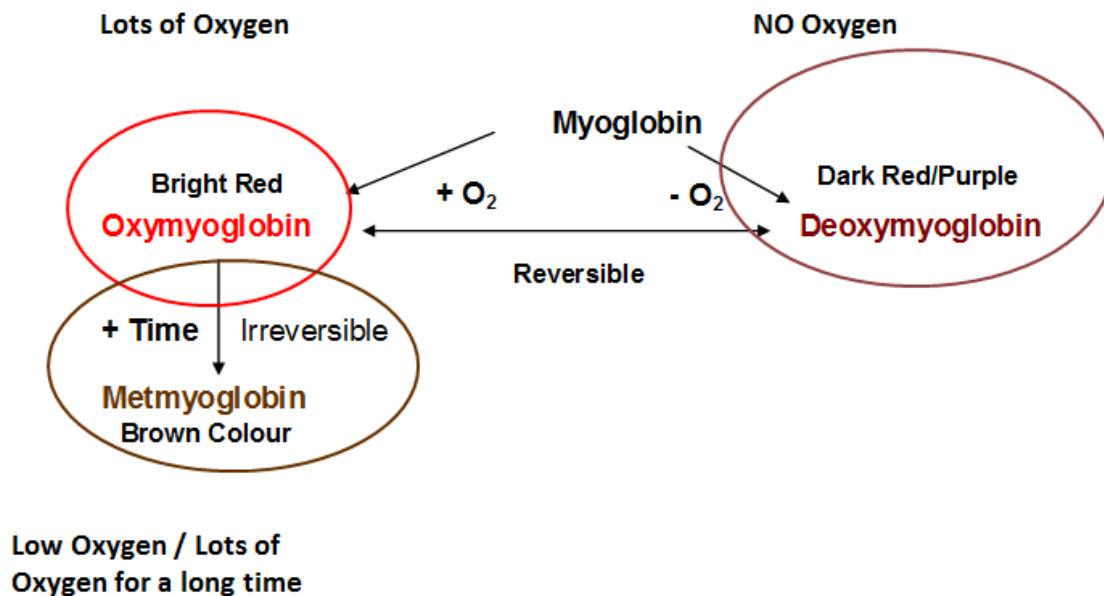 Lots of Oxygen
NO Oxygen
Myoglobin
Bright Red
Oxymyoglobin
+ O₂
- O₂
Dark Red/Purple
Deoxymyoglobin
Reversible
+ Time
Irreversible
Metmyoglobin
Brown Colour
Low Oxygen / Lots of
Oxygen for a long time